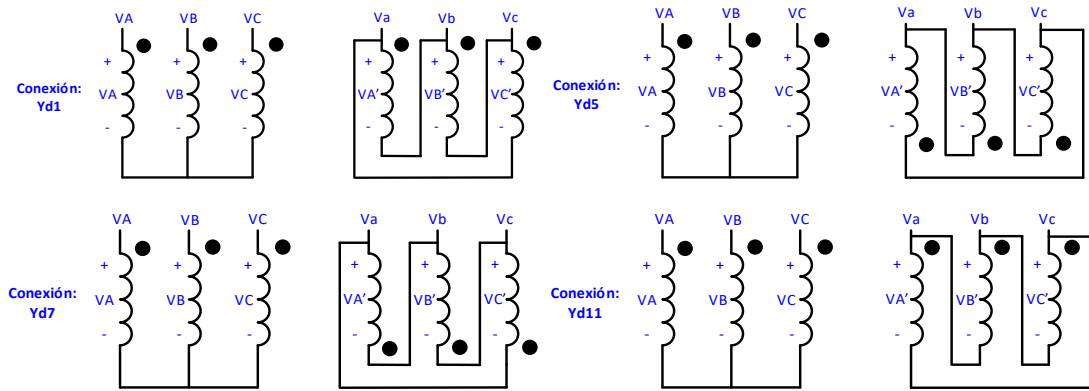 VA VB VC Va Vb Vc
+ + + + + +
Conexión:
Yd1
VA VB VC VA' VB' VC'
- - - - - -
VA VB VC Va Vb Vc
+ + + + + +
Conexión:
Yd5
VA VB VC VA' VB' VC'
- - - - - -
VA VB VC Va Vb Vc
+ + + + + +
Conexión:
Yd7
VA VB VC VA' VB' VC'
- - - - - -
VA VB VC Va Vb Vc
+ + + + + +
Conexión:
Yd11
VA VB VC VA' VB' VC'
- - - - - -